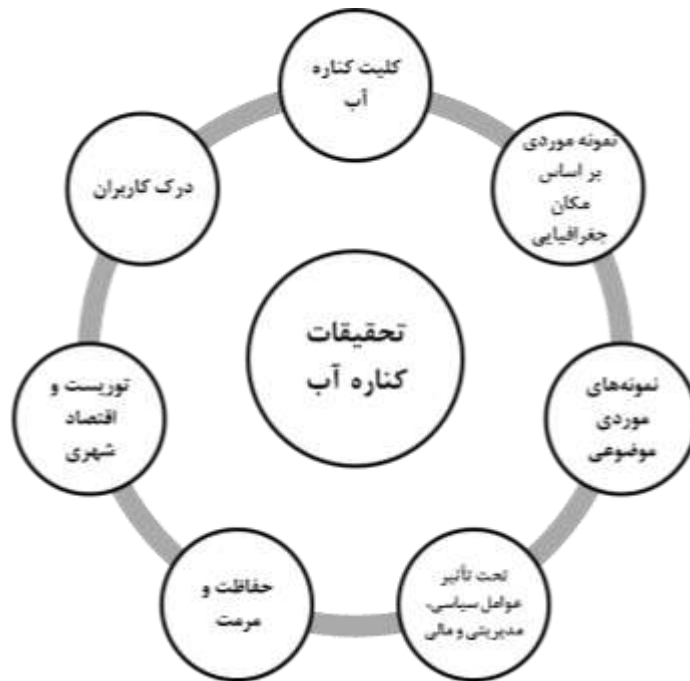 کلیت کناره
آب
نمونه موردی
بر اساس
مکان
جغرافیایی
نمونه‌های
موردی
موضوعی
تحت تأثیر
عوامل سیاسی،
مدیریتی و مالی
حفاظت و
مرمت
توریست و
اقتصاد
شهری
درک کاربران
تحقیقات
کناره آب